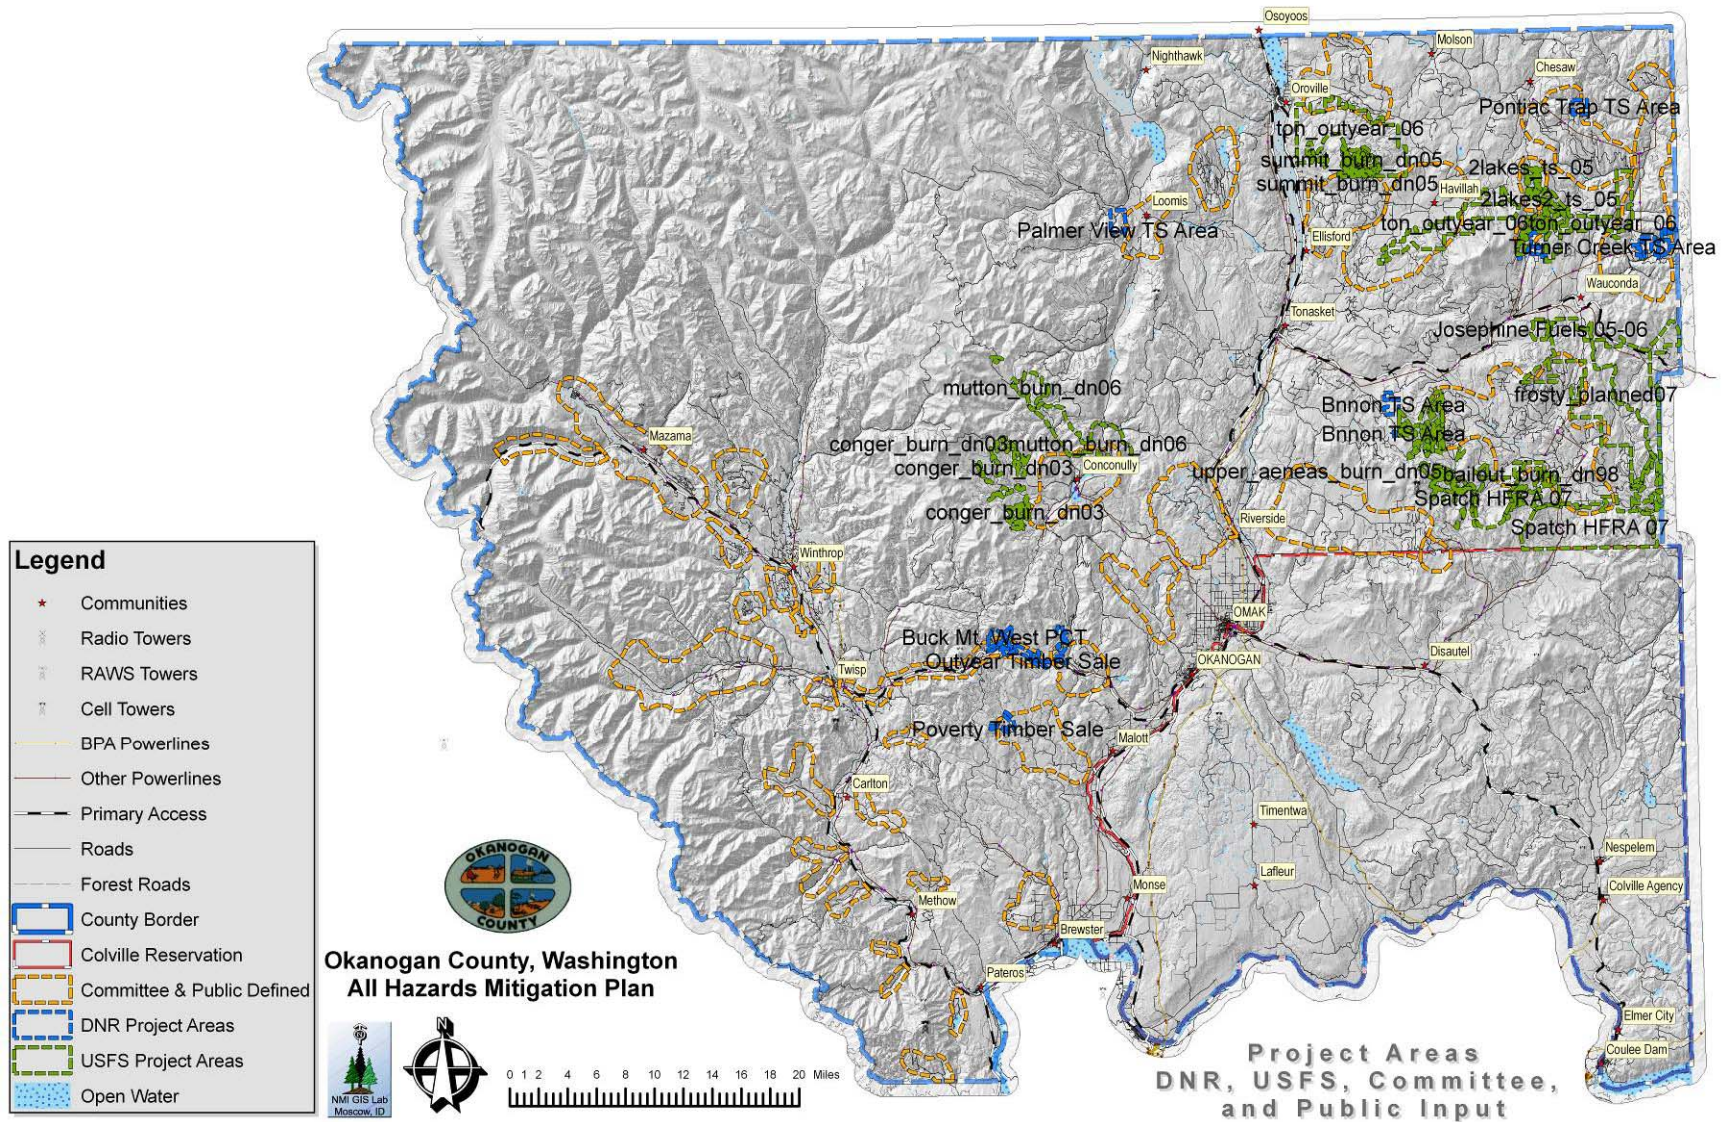 Osoyoos
Nighthawk
Molson
Chesaw
Oroville
Pontiac Trap TS Area
ton_outyear_06
summit_burn_dn05
2lakes_ts_05
summit_burn_dn05
Havillah
2lakes2_ts_05
Loomis
Palmer View TS Area
ton_outyear_06ton_outyear_06
Ellisford
Turner Creek TS Area
Wauconda
Tonasket
Josephine Fuels 05-06
mutton_burn_dn06
frosty_planned07
Bnnon TS Area
Bnnon TS Area
Mazama
conger_burn_dn03mutton_burn_dn06
conger_burn_dn03
Conconully
upper_aeneas_burn_dn05bailout_burn_dn98
Spatch HFRA 07
conger_burn_dn03
Riverside
Spatch HFRA 07
Winthrop
OMAK
Buck Mt. West PCT
Disautel
Outyear Timber Sale
OKANOGAN
Twisp
Poverty Timber Sale
Malott
Carlton
Timentwa
Nespelem
Lafleur
Monse
Colville Agency
Methow
Brewster
Pateros
Elmer City
Coulee Dam
Legend
Communities
Radio Towers
RAWS Towers
Cell Towers
BPA Powerlines
Other Powerlines
Primary Access
Roads
Forest Roads
County Border
Colville Reservation
Committee & Public Defined
DNR Project Areas
USFS Project Areas
Open Water
OKANOGAN
COUNTY
Okanogan County, Washington
All Hazards Mitigation Plan
N
NMI GIS Lab
Moscow, ID
0 1 2 4 6 8 10 12 14 16 18 20 Miles
Project Areas
DNR, USFS, Committee,
and Public Input